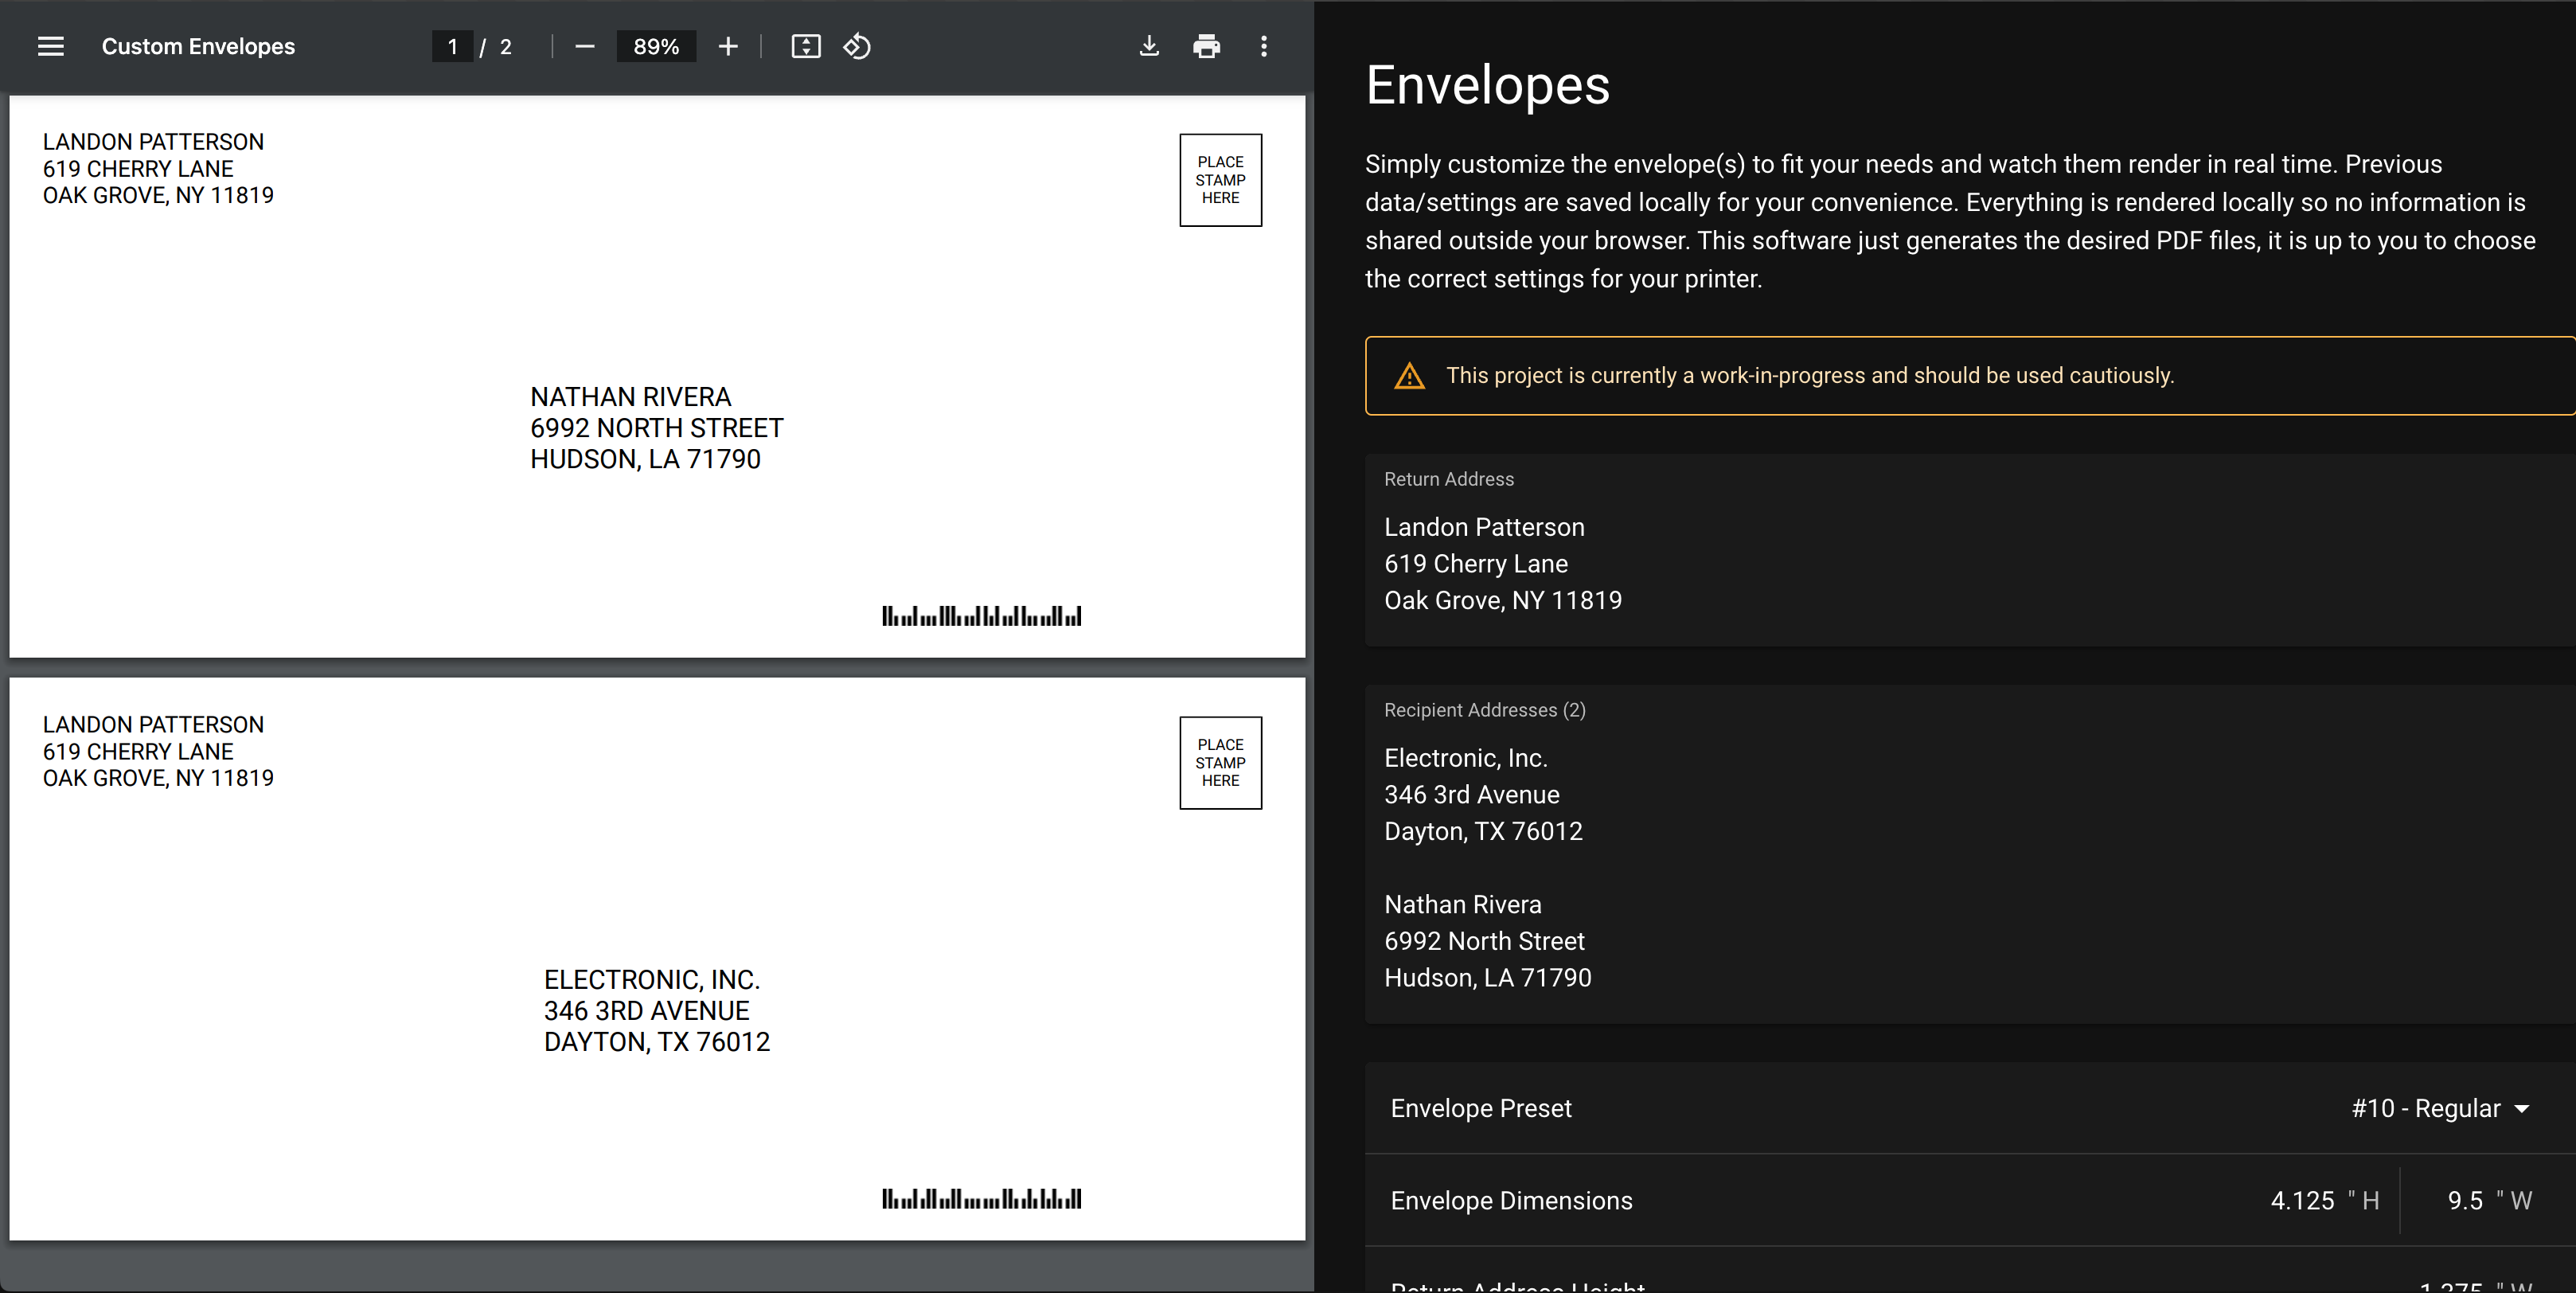 Custom Envelopes
1 / 2
89%
LANDON PATTERSON
619 CHERRY LANE
OAK GROVE, NY 11819
PLACE
STAMP
HERE
NATHAN RIVERA
6992 NORTH STREET
HUDSON, LA 71790
LANDON PATTERSON
619 CHERRY LANE
OAK GROVE, NY 11819
PLACE
STAMP
HERE
ELECTRONIC, INC.
346 3RD AVENUE
DAYTON, TX 76012
Envelopes
Simply customize the envelope(s) to fit your needs and watch them render in real time. Previous
data/settings are saved locally for your convenience. Everything is rendered locally so no information is
shared outside your browser. This software just generates the desired PDF files, it is up to you to choose
the correct settings for your printer.
This project is currently a work-in-progress and should be used cautiously.
Return Address
Landon Patterson
619 Cherry Lane
Oak Grove, NY 11819
Recipient Addresses (2)
Electronic, Inc.
346 3rd Avenue
Dayton, TX 76012
Nathan Rivera
6992 North Street
Hudson, LA 71790
Envelope Preset
#10 - Regular
Envelope Dimensions
4.125 " H
9.5 " W
Return Address Height
1.375 " W